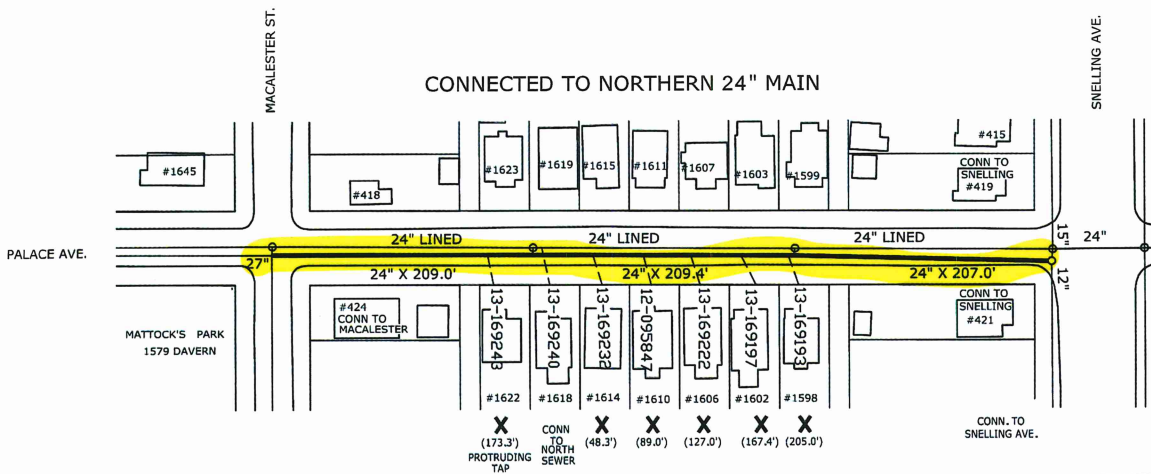 MACALESTER ST.
SNELLING AVE.
CONNECTED TO NORTHERN 24" MAIN
#1645
#418
#1623
#1619
#1615
#1611
#1607
#1603
#1599
#415
CONN TO
SNELLING
#419
PALACE AVE.
24" LINED
24" LINED
24" LINED
15"
24"
27"
24" X 209.0'
24" X 209.4'
24" X 207.0'
12"
MATTOCK'S PARK
1579 DAVERN
#424
CONN TO
MACALESTER
13-169243
13-169240
13-169232
12-095847
13-169222
13-169197
13-169193
CONN TO
SNELLING
#421
#1622
#1618
#1614
#1610
#1606
#1602
#1598
X
(173.3')
PROTRUDING
TAP
CONN
TO
NORTH
SEWER
X
(48.3')
X
(89.0')
X
(127.0')
X
(167.4')
X
(205.0')
CONN. TO
SNELLING AVE.